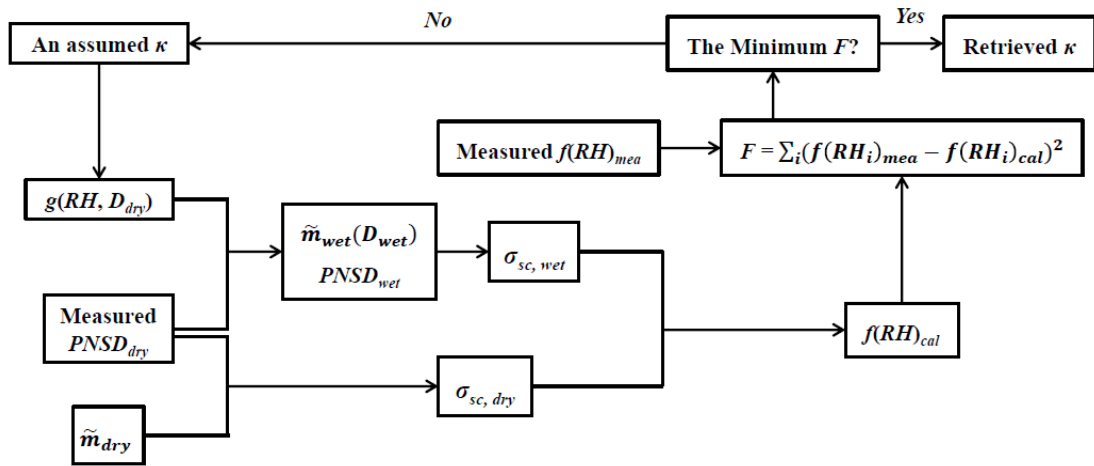 No
Yes
An assumed κ
The Minimum F?
Retrieved κ
Measured f(RH)mea
F = ∑ᵢ(f(RHᵢ)mea − f(RHᵢ)cal)²
g(RH, Ddry)
m̃wet(Dwet)
PNSDwet
σsc, wet
Measured
PNSDdry
f(RH)cal
σsc, dry
m̃dry